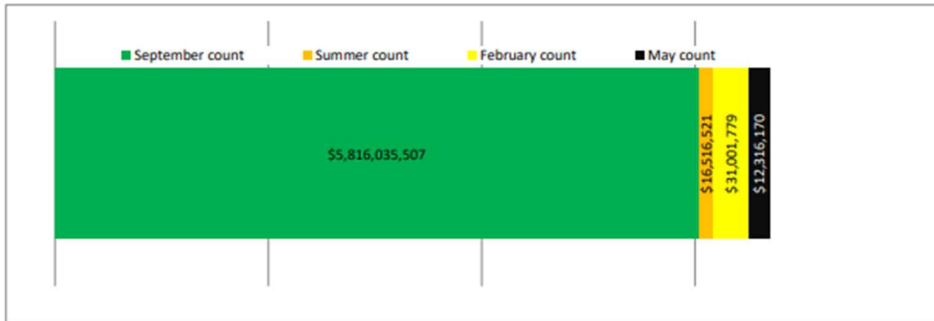 September count
Summer count
February count
May count
$5,816,035,507
$16,516,521
$31,001,779
$12,316,170